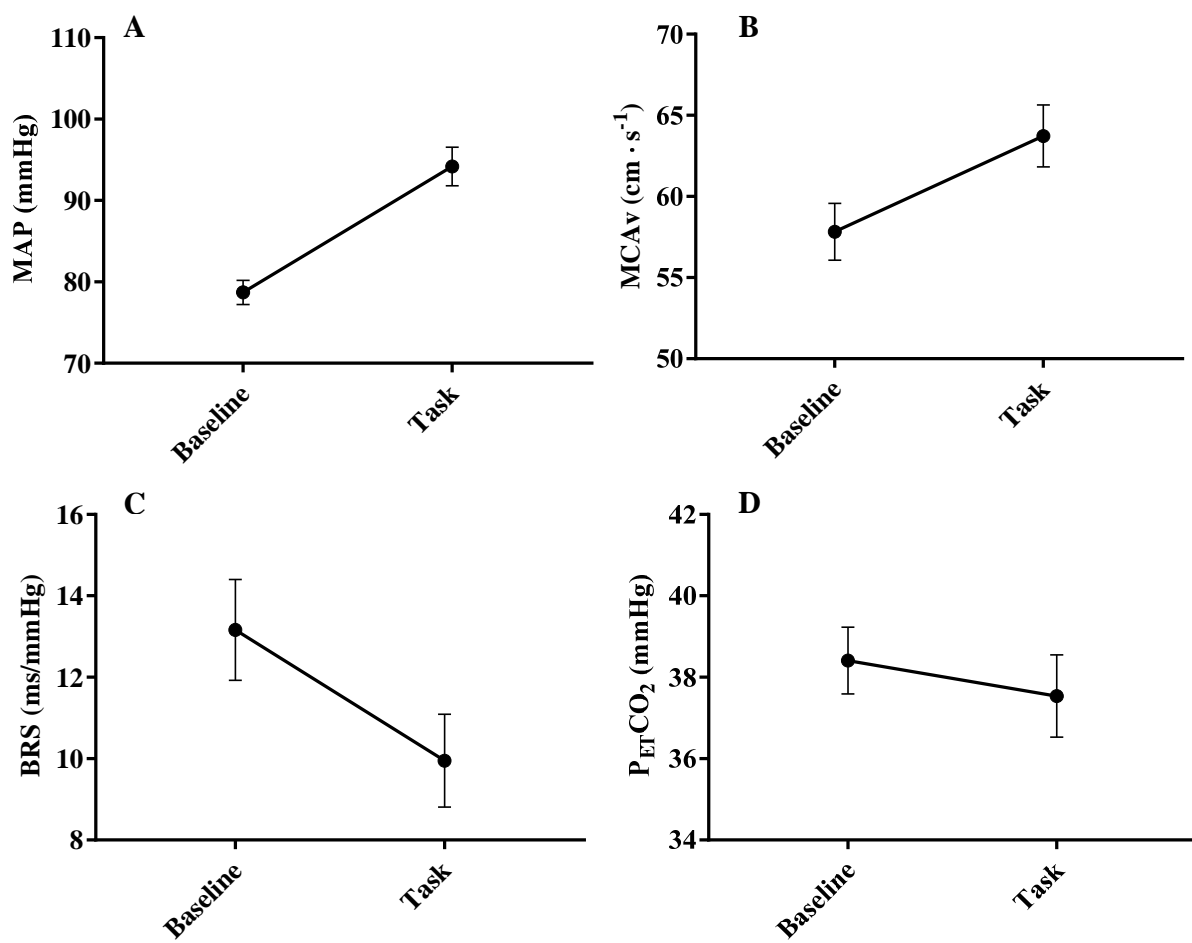 A
MAP (mmHg)
110
100
90
80
70
Baseline
Task
B
MCAv (cm · s-1)
70
65
60
55
50
Baseline
Task
C
BRS (ms/mmHg)
16
14
12
10
8
Baseline
Task
D
PETCO2 (mmHg)
42
40
38
36
34
Baseline
Task